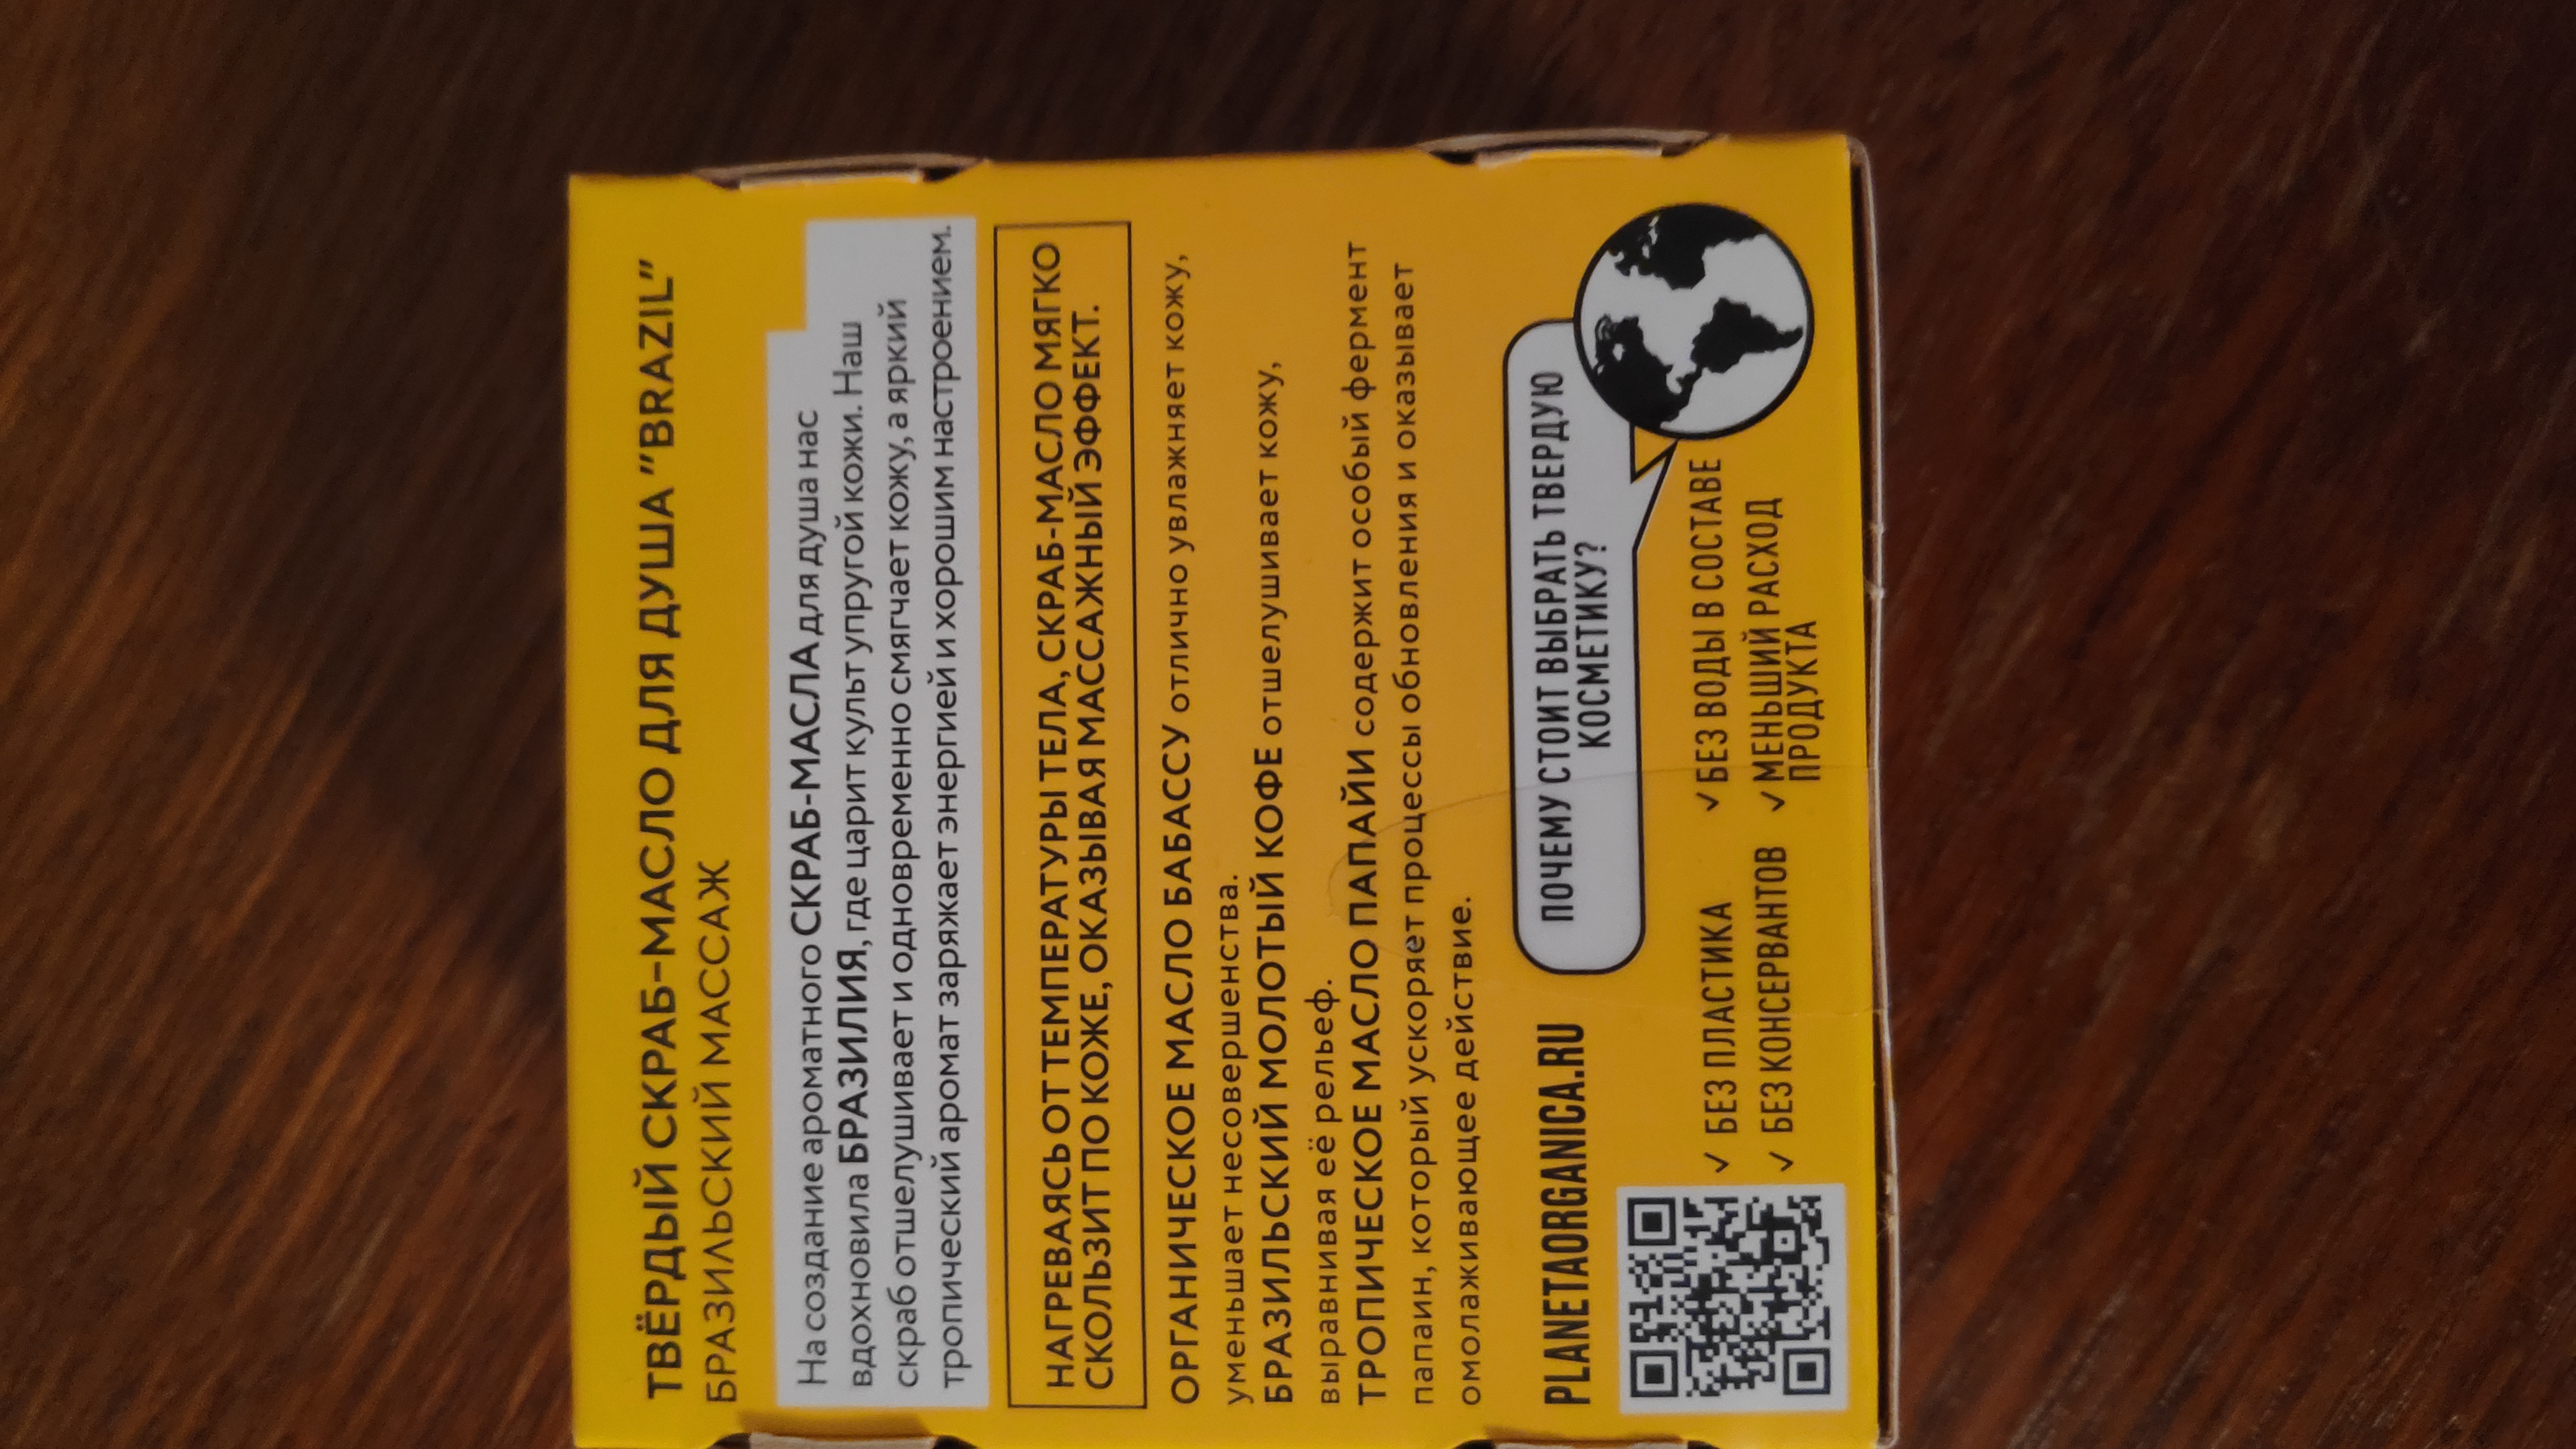 ТВЁРДЫЙ СКРАБ-МАСЛО ДЛЯ ДУША "BRAZIL"
БРАЗИЛЬСКИЙ МАССАЖ
На создание ароматного СКРАБ-МАСЛА для душа нас
вдохновила БРАЗИЛИЯ, где царит культ упругой кожи. Наш
скраб отшелушивает и одновременно смягчает кожу, а яркий
тропический аромат заряжает энергией и хорошим настроением.
НАГРЕВАЯСЬ ОТ ТЕМПЕРАТУРЫ ТЕЛА, СКРАБ-МАСЛО МЯГКО
СКОЛЬЗИТ ПО КОЖЕ, ОКАЗЫВАЯ МАССАЖНЫЙ ЭФФЕКТ.
ОРГАНИЧЕСКОЕ МАСЛО БАБАССУ отлично увлажняет кожу,
уменьшает несовершенства.
БРАЗИЛЬСКИЙ МОЛОТЫЙ КОФЕ отшелушивает кожу,
выравнивая её рельеф.
ТРОПИЧЕСКОЕ МАСЛО ПАПАЙИ содержит особый фермент
папаин, который ускоряет процессы обновления и оказывает
омолаживающее действие.
PLANETAORGANICA.RU
ПОЧЕМУ СТОИТ ВЫБРАТЬ ТВЕРДУЮ
КОСМЕТИКУ?
✓ БЕЗ ПЛАСТИКА
✓ БЕЗ КОНСЕРВАНТОВ
✓ БЕЗ ВОДЫ В СОСТАВЕ
✓ МЕНЬШИЙ РАСХОД
ПРОДУКТА